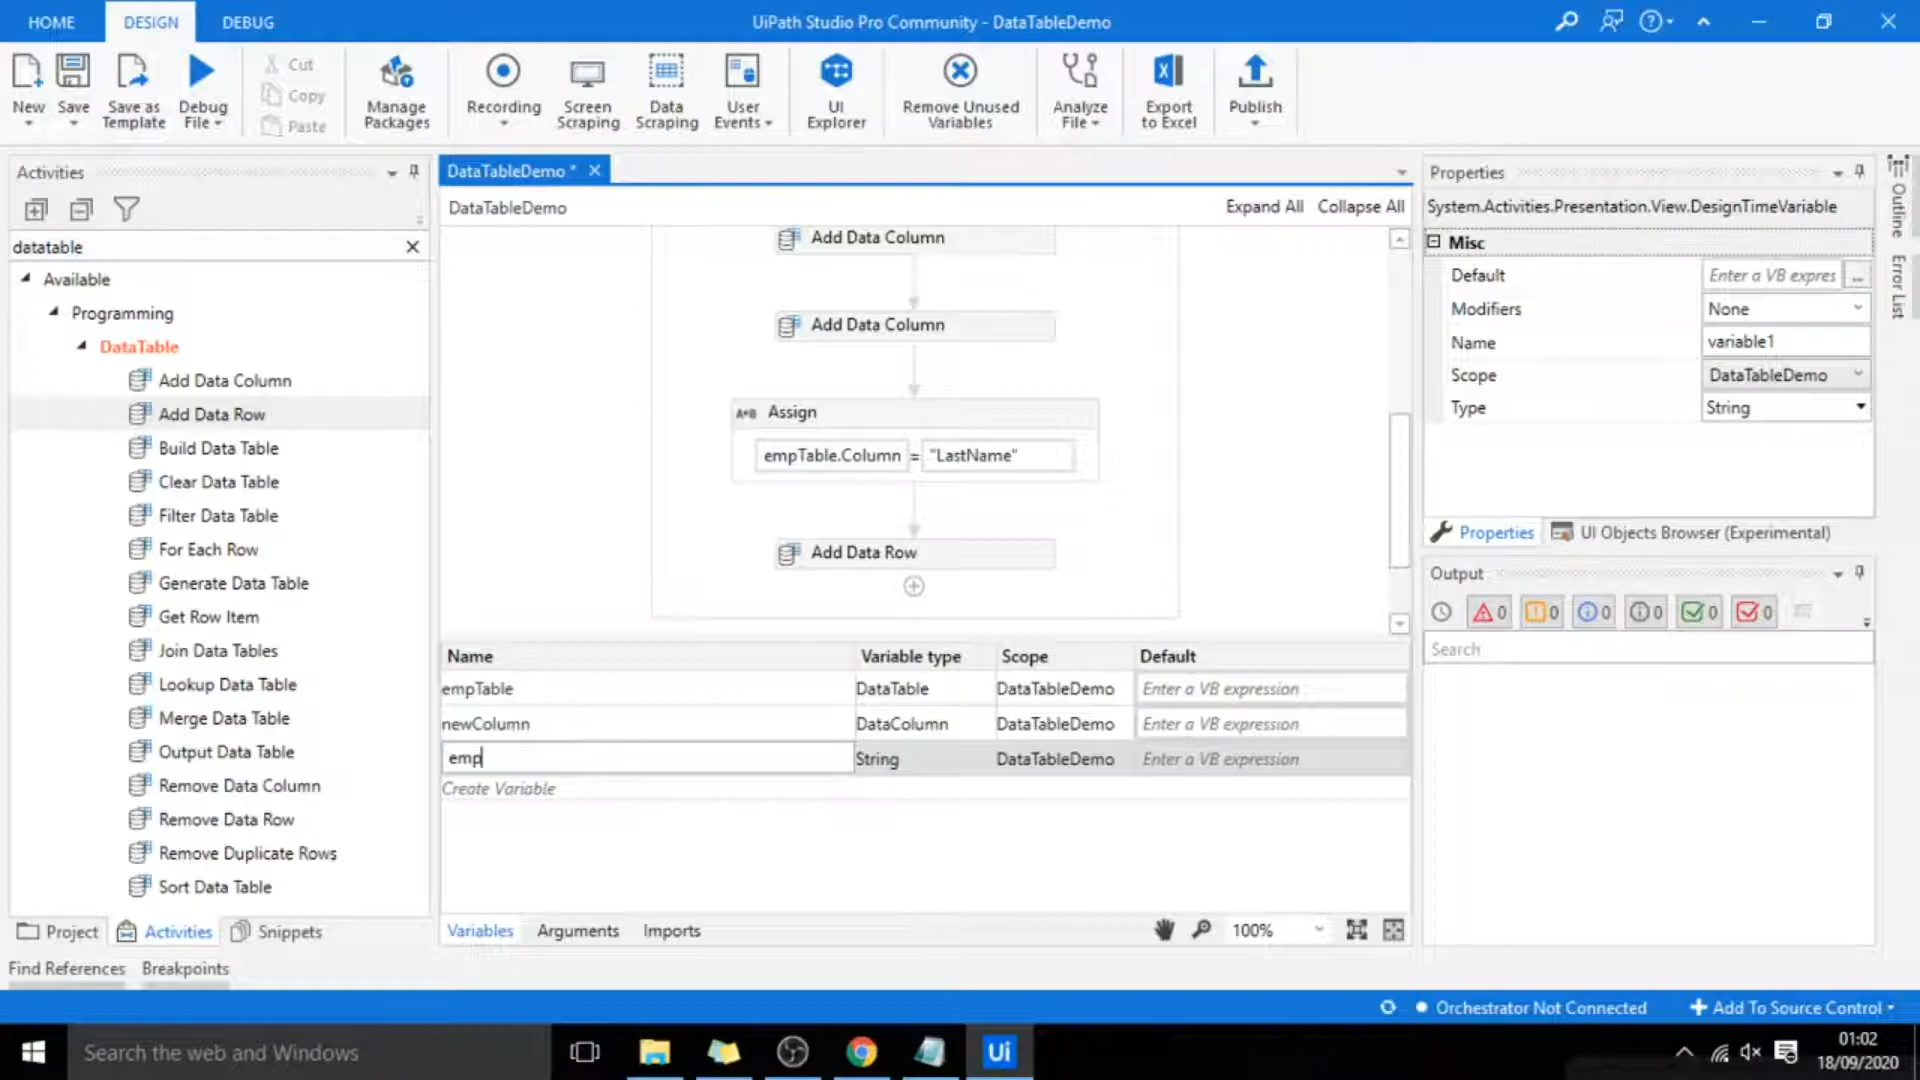 HOME DESIGN DEBUG UiPath Studio Pro Community - DataTableDemo
New Save Save as Template Debug File Cut Copy Paste Manage Packages Recording Screen Scraping Data Scraping User Events UI Explorer Remove Unused Variables Analyze File Export to Excel Publish
Activities
datatable
Available
Programming
DataTable
Add Data Column
Add Data Row
Build Data Table
Clear Data Table
Filter Data Table
For Each Row
Generate Data Table
Get Row Item
Join Data Tables
Lookup Data Table
Merge Data Table
Output Data Table
Remove Data Column
Remove Data Row
Remove Duplicate Rows
Sort Data Table
Project Activities Snippets
Find References Breakpoints
DataTableDemo *
DataTableDemo Expand All Collapse All
Add Data Column
Add Data Column
A+B Assign
empTable.Column = "LastName"
Add Data Row
Name Variable type Scope Default
empTable DataTable DataTableDemo Enter a VB expression
newColumn DataColumn DataTableDemo Enter a VB expression
emp String DataTableDemo Enter a VB expression
Create Variable
Variables Arguments Imports 100%
Properties
System.Activities.Presentation.View.DesignTimeVariable
Misc
Default Enter a VB expres ...
Modifiers None
Name variable1
Scope DataTableDemo
Type String
Properties UI Objects Browser (Experimental)
Output
0 0 0 0 0 0
Search
Outline
Error List
Orchestrator Not Connected Add To Source Control
Search the web and Windows
Ui
01:02
18/09/2020